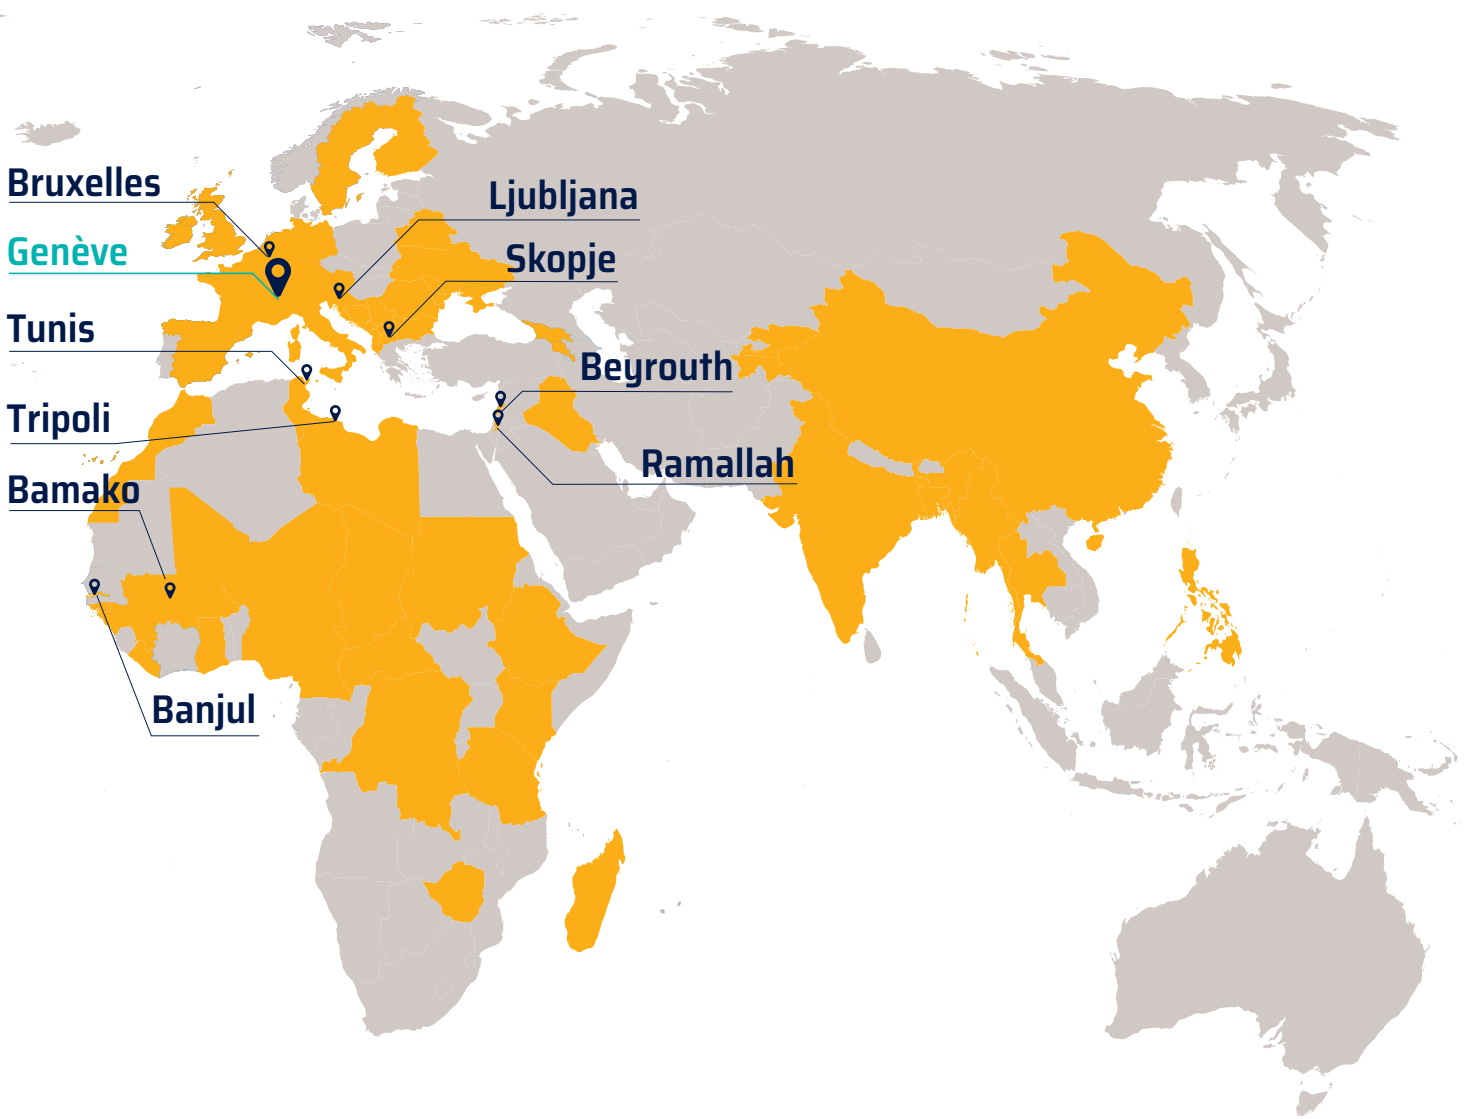 Bruxelles
Ljubljana
Genève
Skopje
Tunis
Beyrouth
Tripoli
Ramallah
Bamako
Banjul